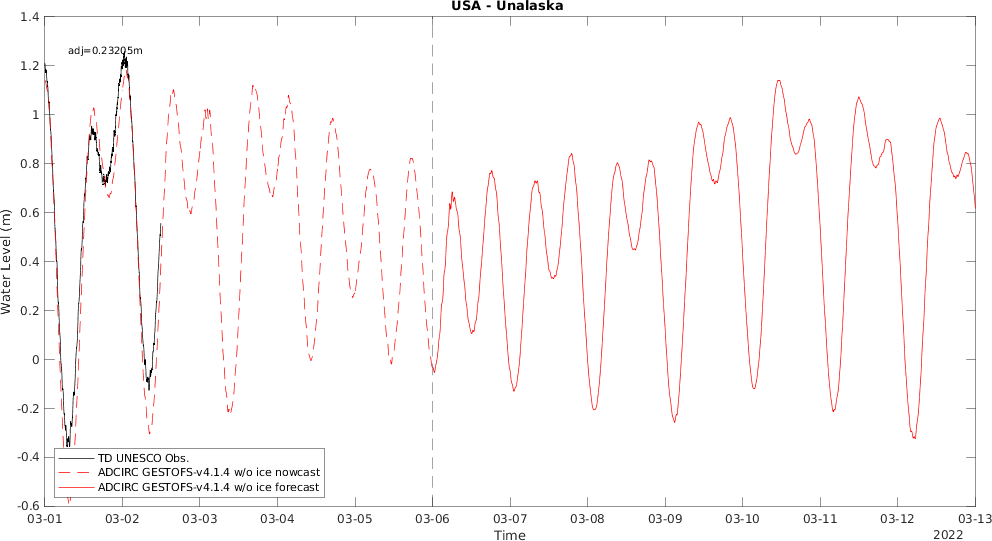 USA - Unalaska
adj=0.23205m
Water Level (m)
1.4
1.2
1
0.8
0.6
0.4
0.2
0
-0.2
-0.4
-0.6
TD UNESCO Obs.
ADCIRC GESTOFS-v4.1.4 w/o ice nowcast
ADCIRC GESTOFS-v4.1.4 w/o ice forecast
03-01 03-02 03-03 03-04 03-05 03-06 03-07 03-08 03-09 03-10 03-11 03-12 03-13
Time
2022